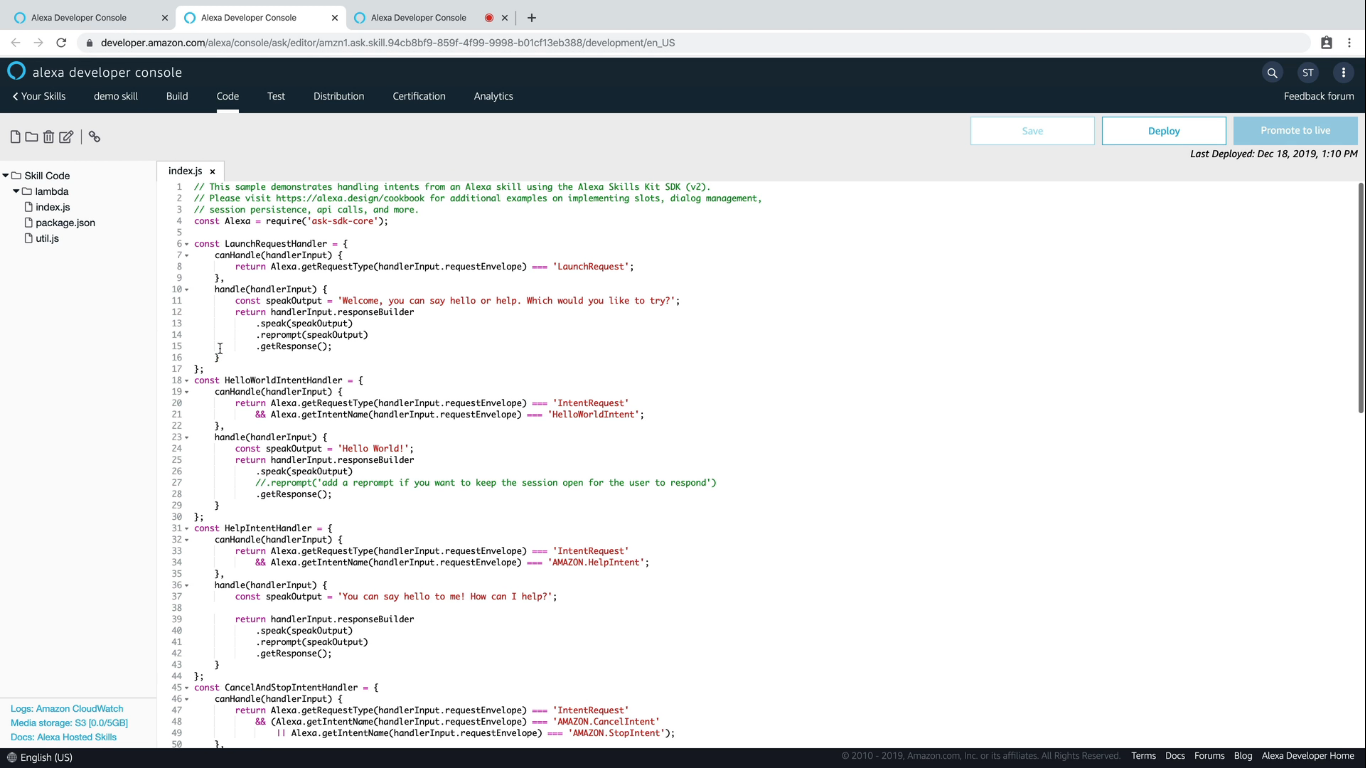 Alexa Developer Console × Alexa Developer Console × Alexa Developer Console × +
developer.amazon.com/alexa/console/ask/editor/amzn1.ask.skill.94cb8bf9-859f-4f99-9998-b01cf13eb388/development/en_US
alexa developer console ST
Your Skills demo skill Build Code Test Distribution Certification Analytics Feedback forum
Save Deploy Promote to live
Last Deployed: Dec 18, 2019, 1:10 PM
Skill Code
lambda
index.js
package.json
util.js
index.js ×
1 // This sample demonstrates handling intents from an Alexa skill using the Alexa Skills Kit SDK (v2).
2 // Please visit https://alexa.design/cookbook for additional examples on implementing slots, dialog management,
3 // session persistence, api calls, and more.
4 const Alexa = require('ask-sdk-core');
5
6 const LaunchRequestHandler = {
7 canHandle(handlerInput) {
8 return Alexa.getRequestType(handlerInput.requestEnvelope) === 'LaunchRequest';
9 },
10 handle(handlerInput) {
11 const speakOutput = 'Welcome, you can say hello or help. Which would you like to try?';
12 return handlerInput.responseBuilder
13 .speak(speakOutput)
14 .reprompt(speakOutput)
15 .getResponse();
16 }
17 };
18 const HelloWorldIntentHandler = {
19 canHandle(handlerInput) {
20 return Alexa.getRequestType(handlerInput.requestEnvelope) === 'IntentRequest'
21 && Alexa.getIntentName(handlerInput.requestEnvelope) === 'HelloWorldIntent';
22 },
23 handle(handlerInput) {
24 const speakOutput = 'Hello World!';
25 return handlerInput.responseBuilder
26 .speak(speakOutput)
27 //.reprompt('add a reprompt if you want to keep the session open for the user to respond')
28 .getResponse();
29 }
30 };
31 const HelpIntentHandler = {
32 canHandle(handlerInput) {
33 return Alexa.getRequestType(handlerInput.requestEnvelope) === 'IntentRequest'
34 && Alexa.getIntentName(handlerInput.requestEnvelope) === 'AMAZON.HelpIntent';
35 },
36 handle(handlerInput) {
37 const speakOutput = 'You can say hello to me! How can I help?';
38
39 return handlerInput.responseBuilder
40 .speak(speakOutput)
41 .reprompt(speakOutput)
42 .getResponse();
43 }
44 };
45 const CancelAndStopIntentHandler = {
46 canHandle(handlerInput) {
47 return Alexa.getRequestType(handlerInput.requestEnvelope) === 'IntentRequest'
48 && (Alexa.getIntentName(handlerInput.requestEnvelope) === 'AMAZON.CancelIntent'
49 || Alexa.getIntentName(handlerInput.requestEnvelope) === 'AMAZON.StopIntent');
50 },
Logs: Amazon CloudWatch
Media storage: S3 [0.0/5GB]
Docs: Alexa Hosted Skills
English (US) © 2010 - 2019, Amazon.com, Inc. or its affiliates. All Rights Reserved. Terms Docs Forums Blog Alexa Developer Home